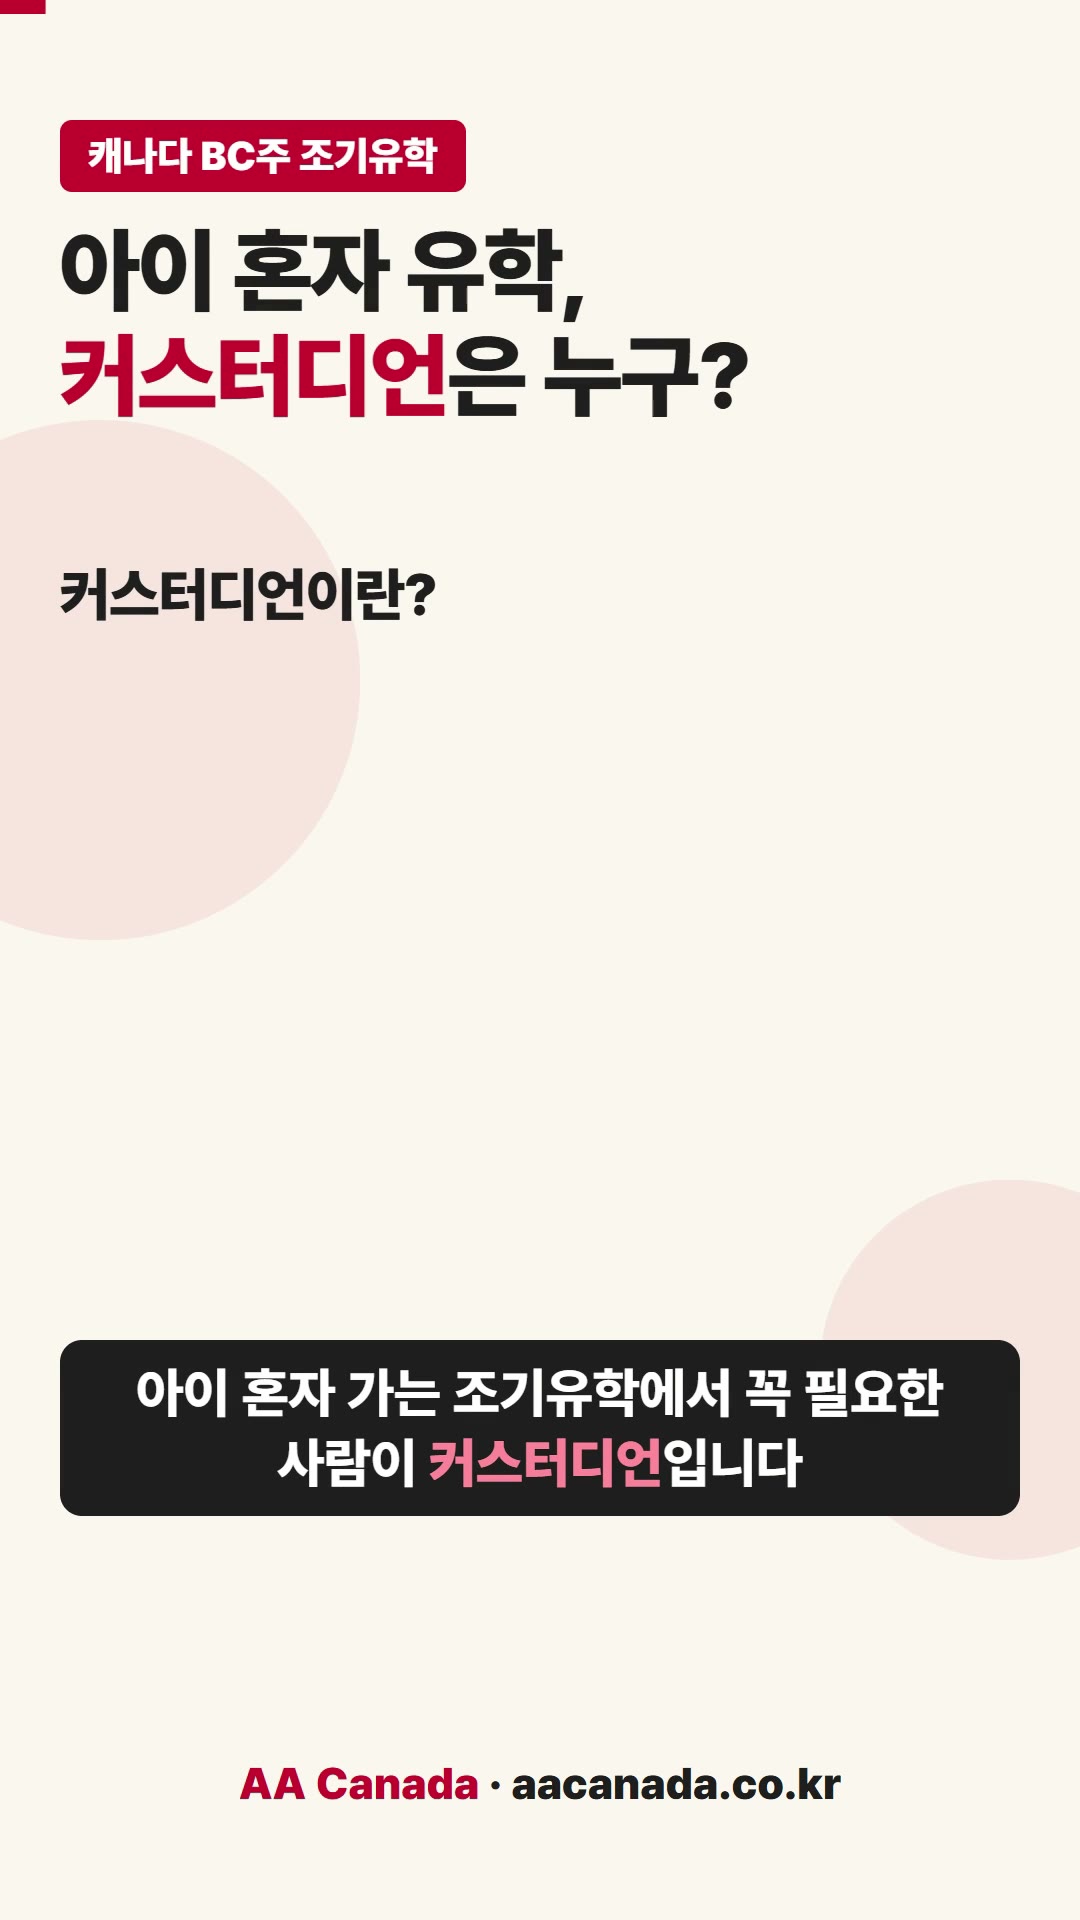 캐나다 BC주 조기유학
아이 혼자 유학,
커스터디언은 누구?
커스터디언이란?
아이 혼자 가는 조기유학에서 꼭 필요한
사람이 커스터디언입니다
AA Canada · aacanada.co.kr